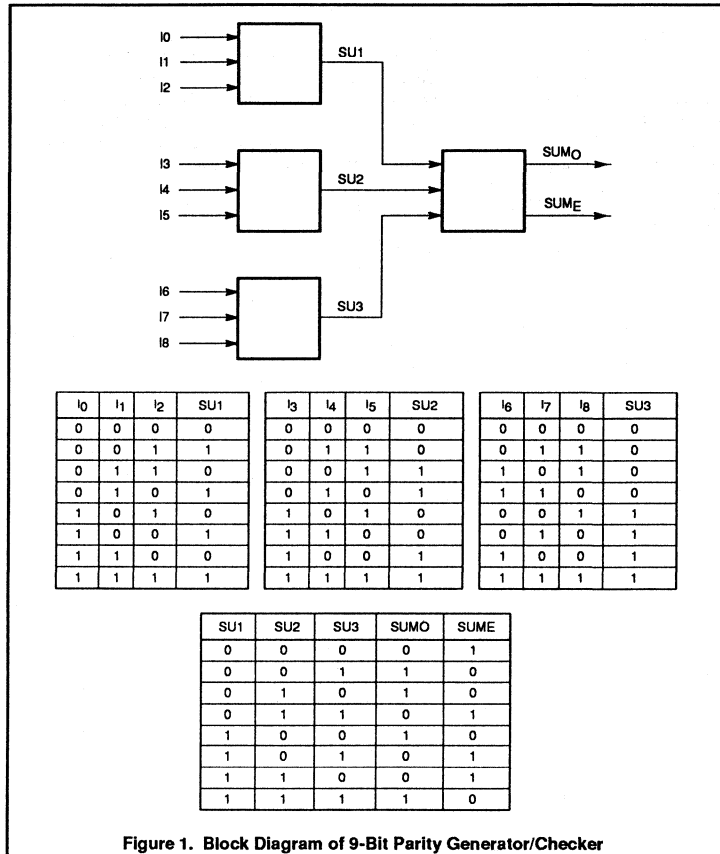 I0
I1
I2
SU1
I3
I4
I5
SU2
I6
I7
I8
SU3
SUMO
SUME
I0 I1 I2 SU1
0 0 0 0
0 0 1 1
0 1 1 0
0 1 0 1
1 0 1 0
1 0 0 1
1 1 0 0
1 1 1 1
I3 I4 I5 SU2
0 0 0 0
0 1 1 0
0 0 1 1
0 1 0 1
1 0 1 0
1 1 0 0
1 0 0 1
1 1 1 1
I6 I7 I8 SU3
0 0 0 0
0 1 1 0
1 0 1 0
1 1 0 0
0 0 1 1
0 1 0 1
1 0 0 1
1 1 1 1
SU1 SU2 SU3 SUMO SUME
0 0 0 0 1
0 0 1 1 0
0 1 0 1 0
0 1 1 0 1
1 0 0 1 0
1 0 1 0 1
1 1 0 0 1
1 1 1 1 0
Figure 1. Block Diagram of 9-Bit Parity Generator/Checker